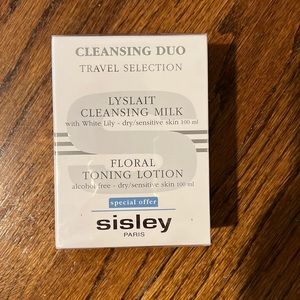 CLEANSING DUO
TRAVEL SELECTION
LYSLAIT
CLEANSING MILK
with White Lily - dry/sensitive skin 100 ml
FLORAL
TONING LOTION
alcohol free - dry/sensitive skin 100 ml
special offer
sisley
PARIS